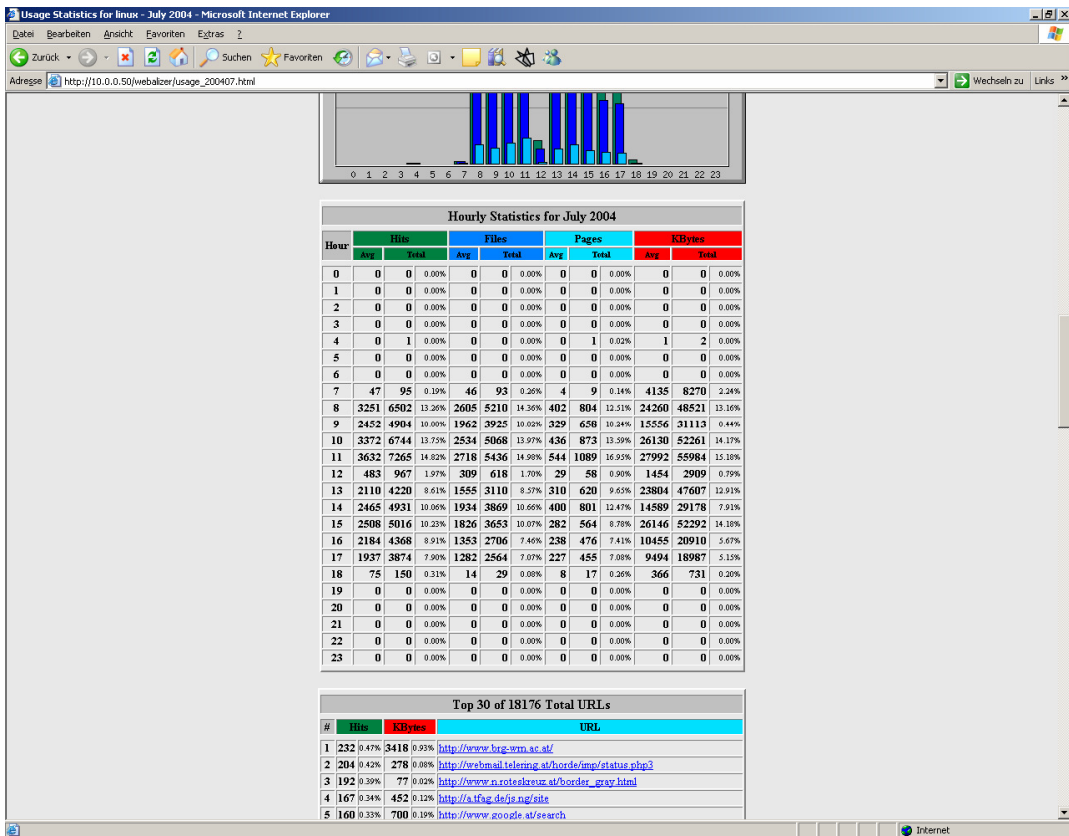 Usage Statistics for linux - July 2004 - Microsoft Internet Explorer
Datei Bearbeiten Ansicht Favoriten Extras ?
Zurück Suchen Favoriten
Adresse http://10.0.0.50/webalizer/usage_200407.html Wechseln zu Links »
0 1 2 3 4 5 6 7 8 9 10 11 12 13 14 15 16 17 18 19 20 21 22 23
Hourly Statistics for July 2004
Hour Hits Files Pages KBytes
Avg Total Avg Total Avg Total Avg Total
0 0 0 0.00% 0 0 0.00% 0 0 0.00% 0 0 0.00%
1 0 0 0.00% 0 0 0.00% 0 0 0.00% 0 0 0.00%
2 0 0 0.00% 0 0 0.00% 0 0 0.00% 0 0 0.00%
3 0 0 0.00% 0 0 0.00% 0 0 0.00% 0 0 0.00%
4 0 1 0.00% 0 0 0.00% 0 1 0.02% 1 2 0.00%
5 0 0 0.00% 0 0 0.00% 0 0 0.00% 0 0 0.00%
6 0 0 0.00% 0 0 0.00% 0 0 0.00% 0 0 0.00%
7 47 95 0.19% 46 93 0.26% 4 9 0.14% 4135 8270 2.24%
8 3251 6502 13.26% 2605 5210 14.36% 402 804 12.51% 24260 48521 13.16%
9 2452 4904 10.00% 1962 3925 10.02% 329 658 10.24% 15556 31113 0.44%
10 3372 6744 13.75% 2534 5068 13.97% 436 873 13.59% 26130 52261 14.17%
11 3632 7265 14.82% 2718 5436 14.98% 544 1089 16.95% 27992 55984 15.18%
12 483 967 1.97% 309 618 1.70% 29 58 0.90% 1454 2909 0.79%
13 2110 4220 8.61% 1555 3110 8.57% 310 620 9.65% 23804 47607 12.91%
14 2465 4931 10.06% 1934 3869 10.66% 400 801 12.47% 14589 29178 7.91%
15 2508 5016 10.23% 1826 3653 10.07% 282 564 8.78% 26146 52292 14.18%
16 2184 4368 8.91% 1353 2706 7.46% 238 476 7.41% 10455 20910 5.67%
17 1937 3874 7.90% 1282 2564 7.07% 227 455 7.08% 9494 18987 5.15%
18 75 150 0.31% 14 29 0.08% 8 17 0.26% 366 731 0.20%
19 0 0 0.00% 0 0 0.00% 0 0 0.00% 0 0 0.00%
20 0 0 0.00% 0 0 0.00% 0 0 0.00% 0 0 0.00%
21 0 0 0.00% 0 0 0.00% 0 0 0.00% 0 0 0.00%
22 0 0 0.00% 0 0 0.00% 0 0 0.00% 0 0 0.00%
23 0 0 0.00% 0 0 0.00% 0 0 0.00% 0 0 0.00%
Top 30 of 18176 Total URLs
# Hits KBytes URL
1 232 0.47% 3418 0.93% http://www.brg-wrn.ac.at/
2 204 0.42% 278 0.08% http://webmail.telering.at/horde/imp/status.php3
3 192 0.39% 77 0.02% http://www.n.roteskreuz.at/border_gray.html
4 167 0.34% 452 0.12% http://a.tfag.de/js.ng/site
5 160 0.33% 700 0.19% http://www.google.at/search
Internet